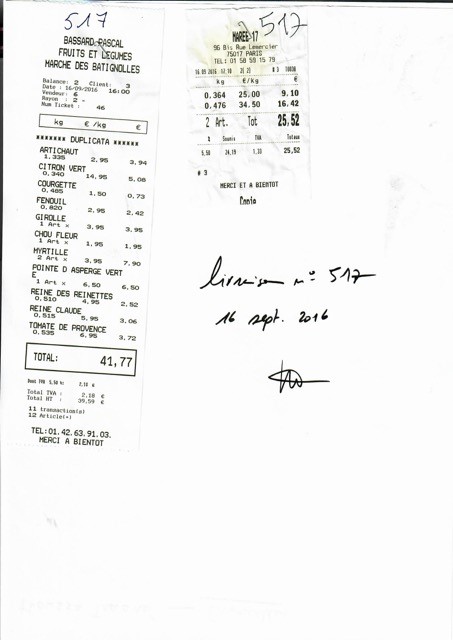 517
BASSARD PASCAL
FRUITS ET LEGUMES
MARCHE DES BATIGNOLLES
Balance: 2 Client: 3
Date : 16/09/2016 16:00
Vendeur: 6
Rayon : 2 -
Num Ticket : 46
kg € /kg €
******* DUPLICATA *******
ARTICHAUT
1.335 2,95 3,94
CITRON VERT
0,340 14,95 5,08
COURGETTE
0,485 1,50 0,73
FENOUIL
0,820 2,95 2,42
GIROLLE
1 Art x 3,95 3,95
CHOU FLEUR
1 Art x 1,95 1,95
MYRTILLE
2 Art x 3,95 7,90
POINTE D ASPERGE VERT
E
1 Art x 6,50 6,50
REINE DES REINETTES
0,510 4,95 2,52
REINE CLAUDE
0,515 5,95 3,06
TOMATE DE PROVENCE
0,535 6,95 3,72
TOTAL: 41,77
Dont TVA 5,50 %: 2,18 €
Total TVA : 2,18 €
Total HT : 39,59 €
11 transaction(s)
12 Article(s)
TEL:01.42.63.91.03.
MERCI A BIENTOT
517
MAREE 17
96 Bis Rue Lemercier
75017 PARIS
TEL: 01 58 59 15 79
16 09 2016 # 3
kg €/kg €
0.364 25.00 9.10
0.476 34.50 16.42
2 Art. Tot 25.52
TVA
5,50 24,19 1,33 25,52
# 3
MERCI ET A BIENTOT
livraison n° 517
16 sept. 2016